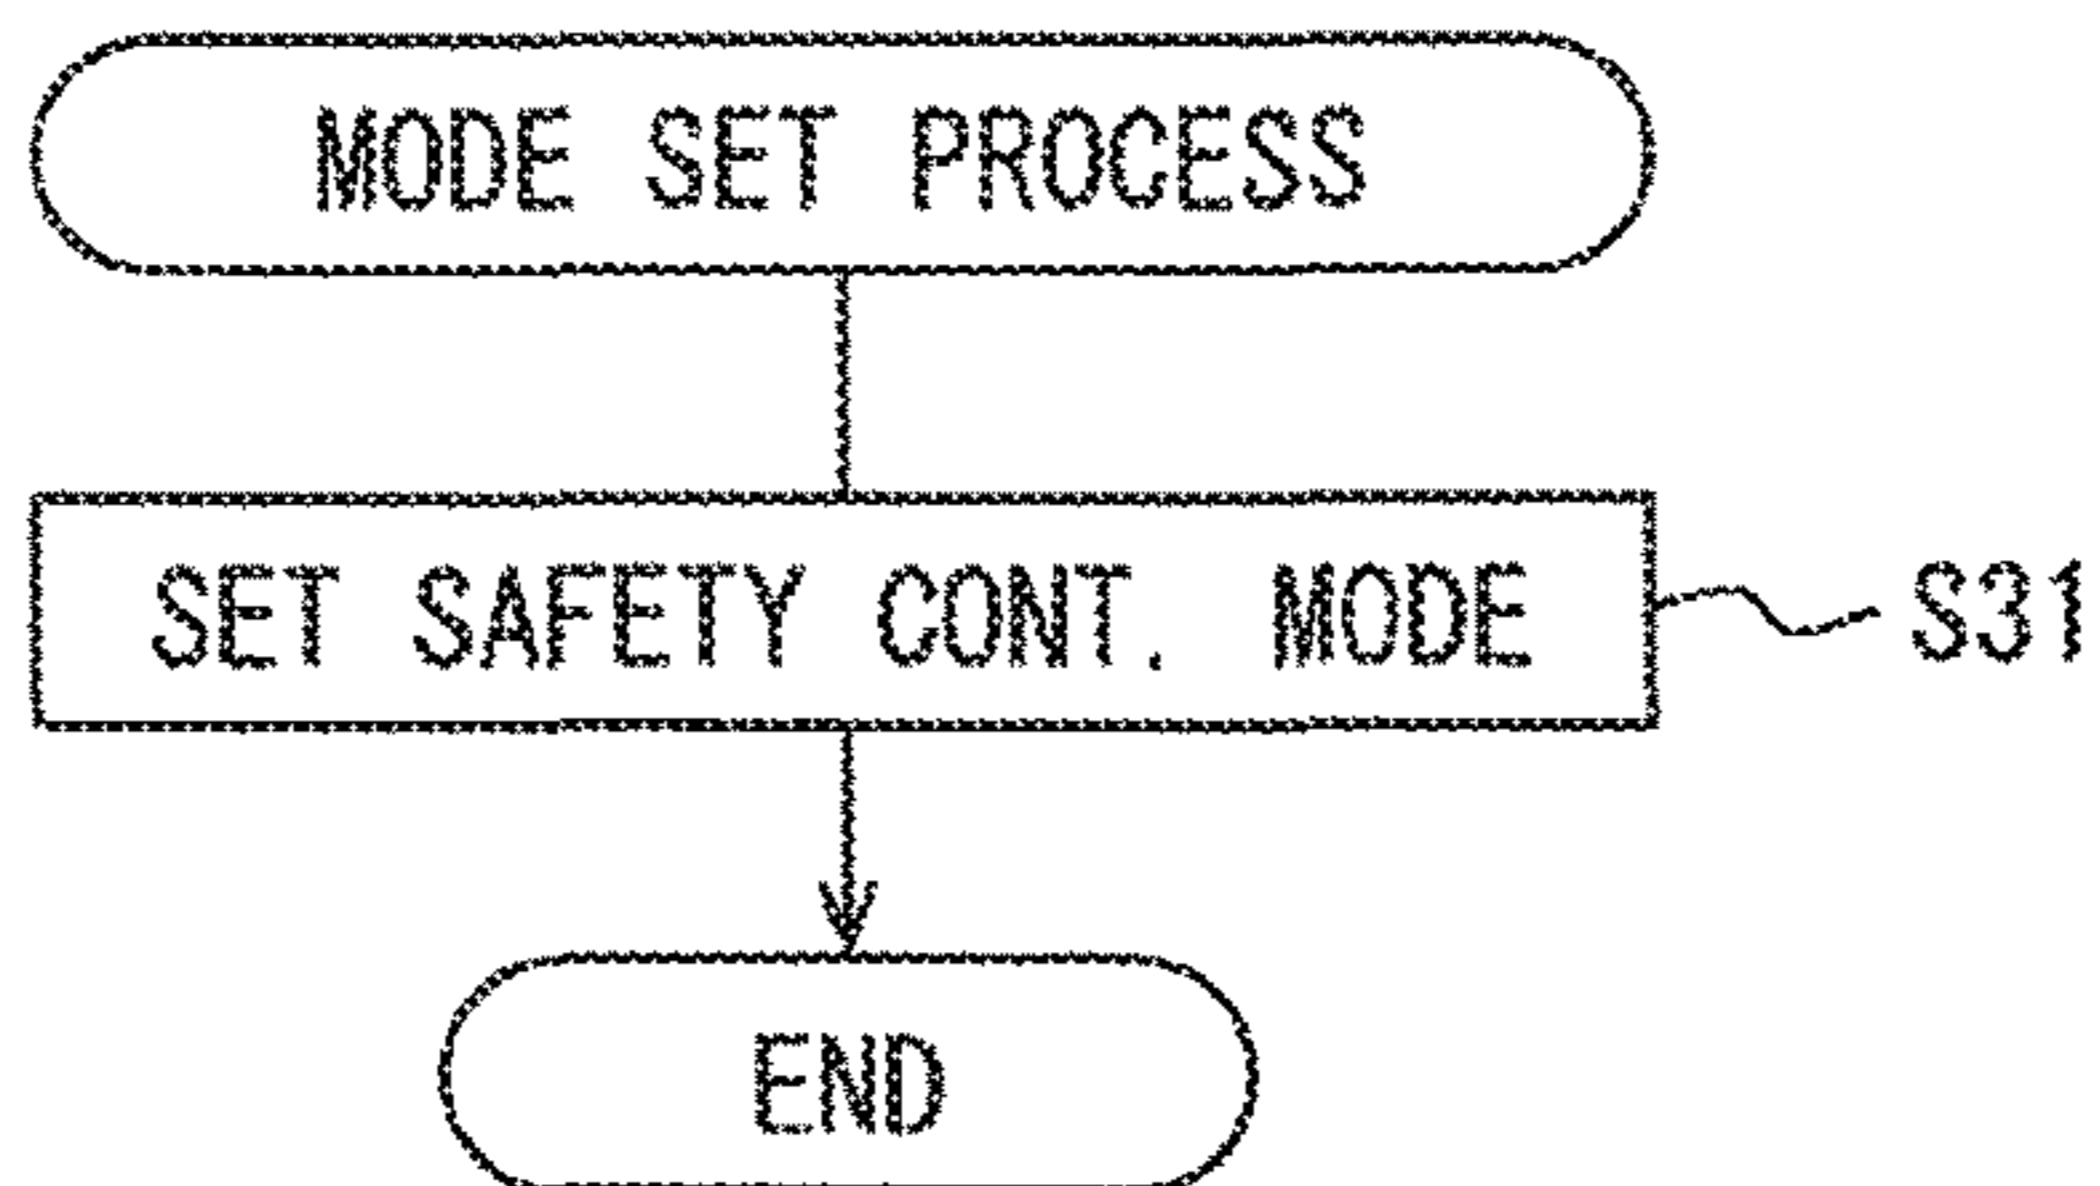 MODE SET PROCESS
SET SAFETY CONT. MODE
S31
END